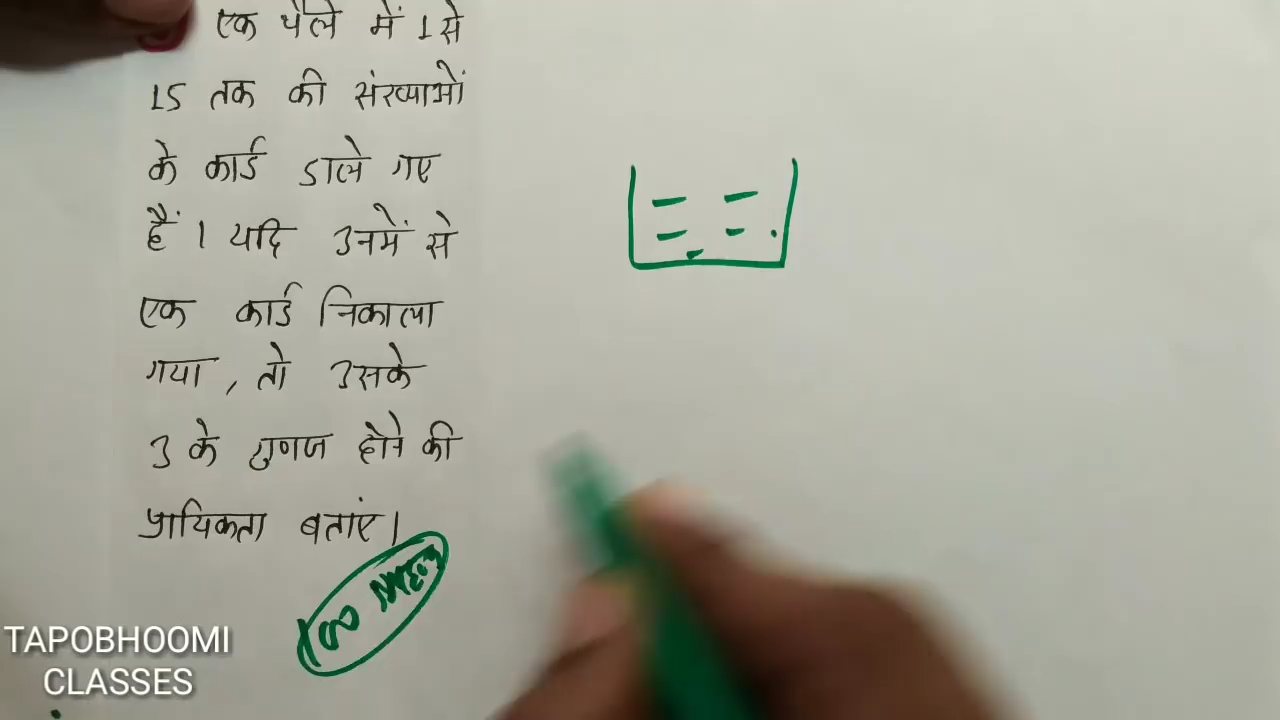 एक थैले में 1 से
15 तक की संख्याओं
के कार्ड डाले गए
हैं । यदि उनमें से
एक कार्ड निकाला
गया , तो उसके
3 के गुणज होने की
प्रायिकता बताएं ।
TAPOBHOOMI
CLASSES